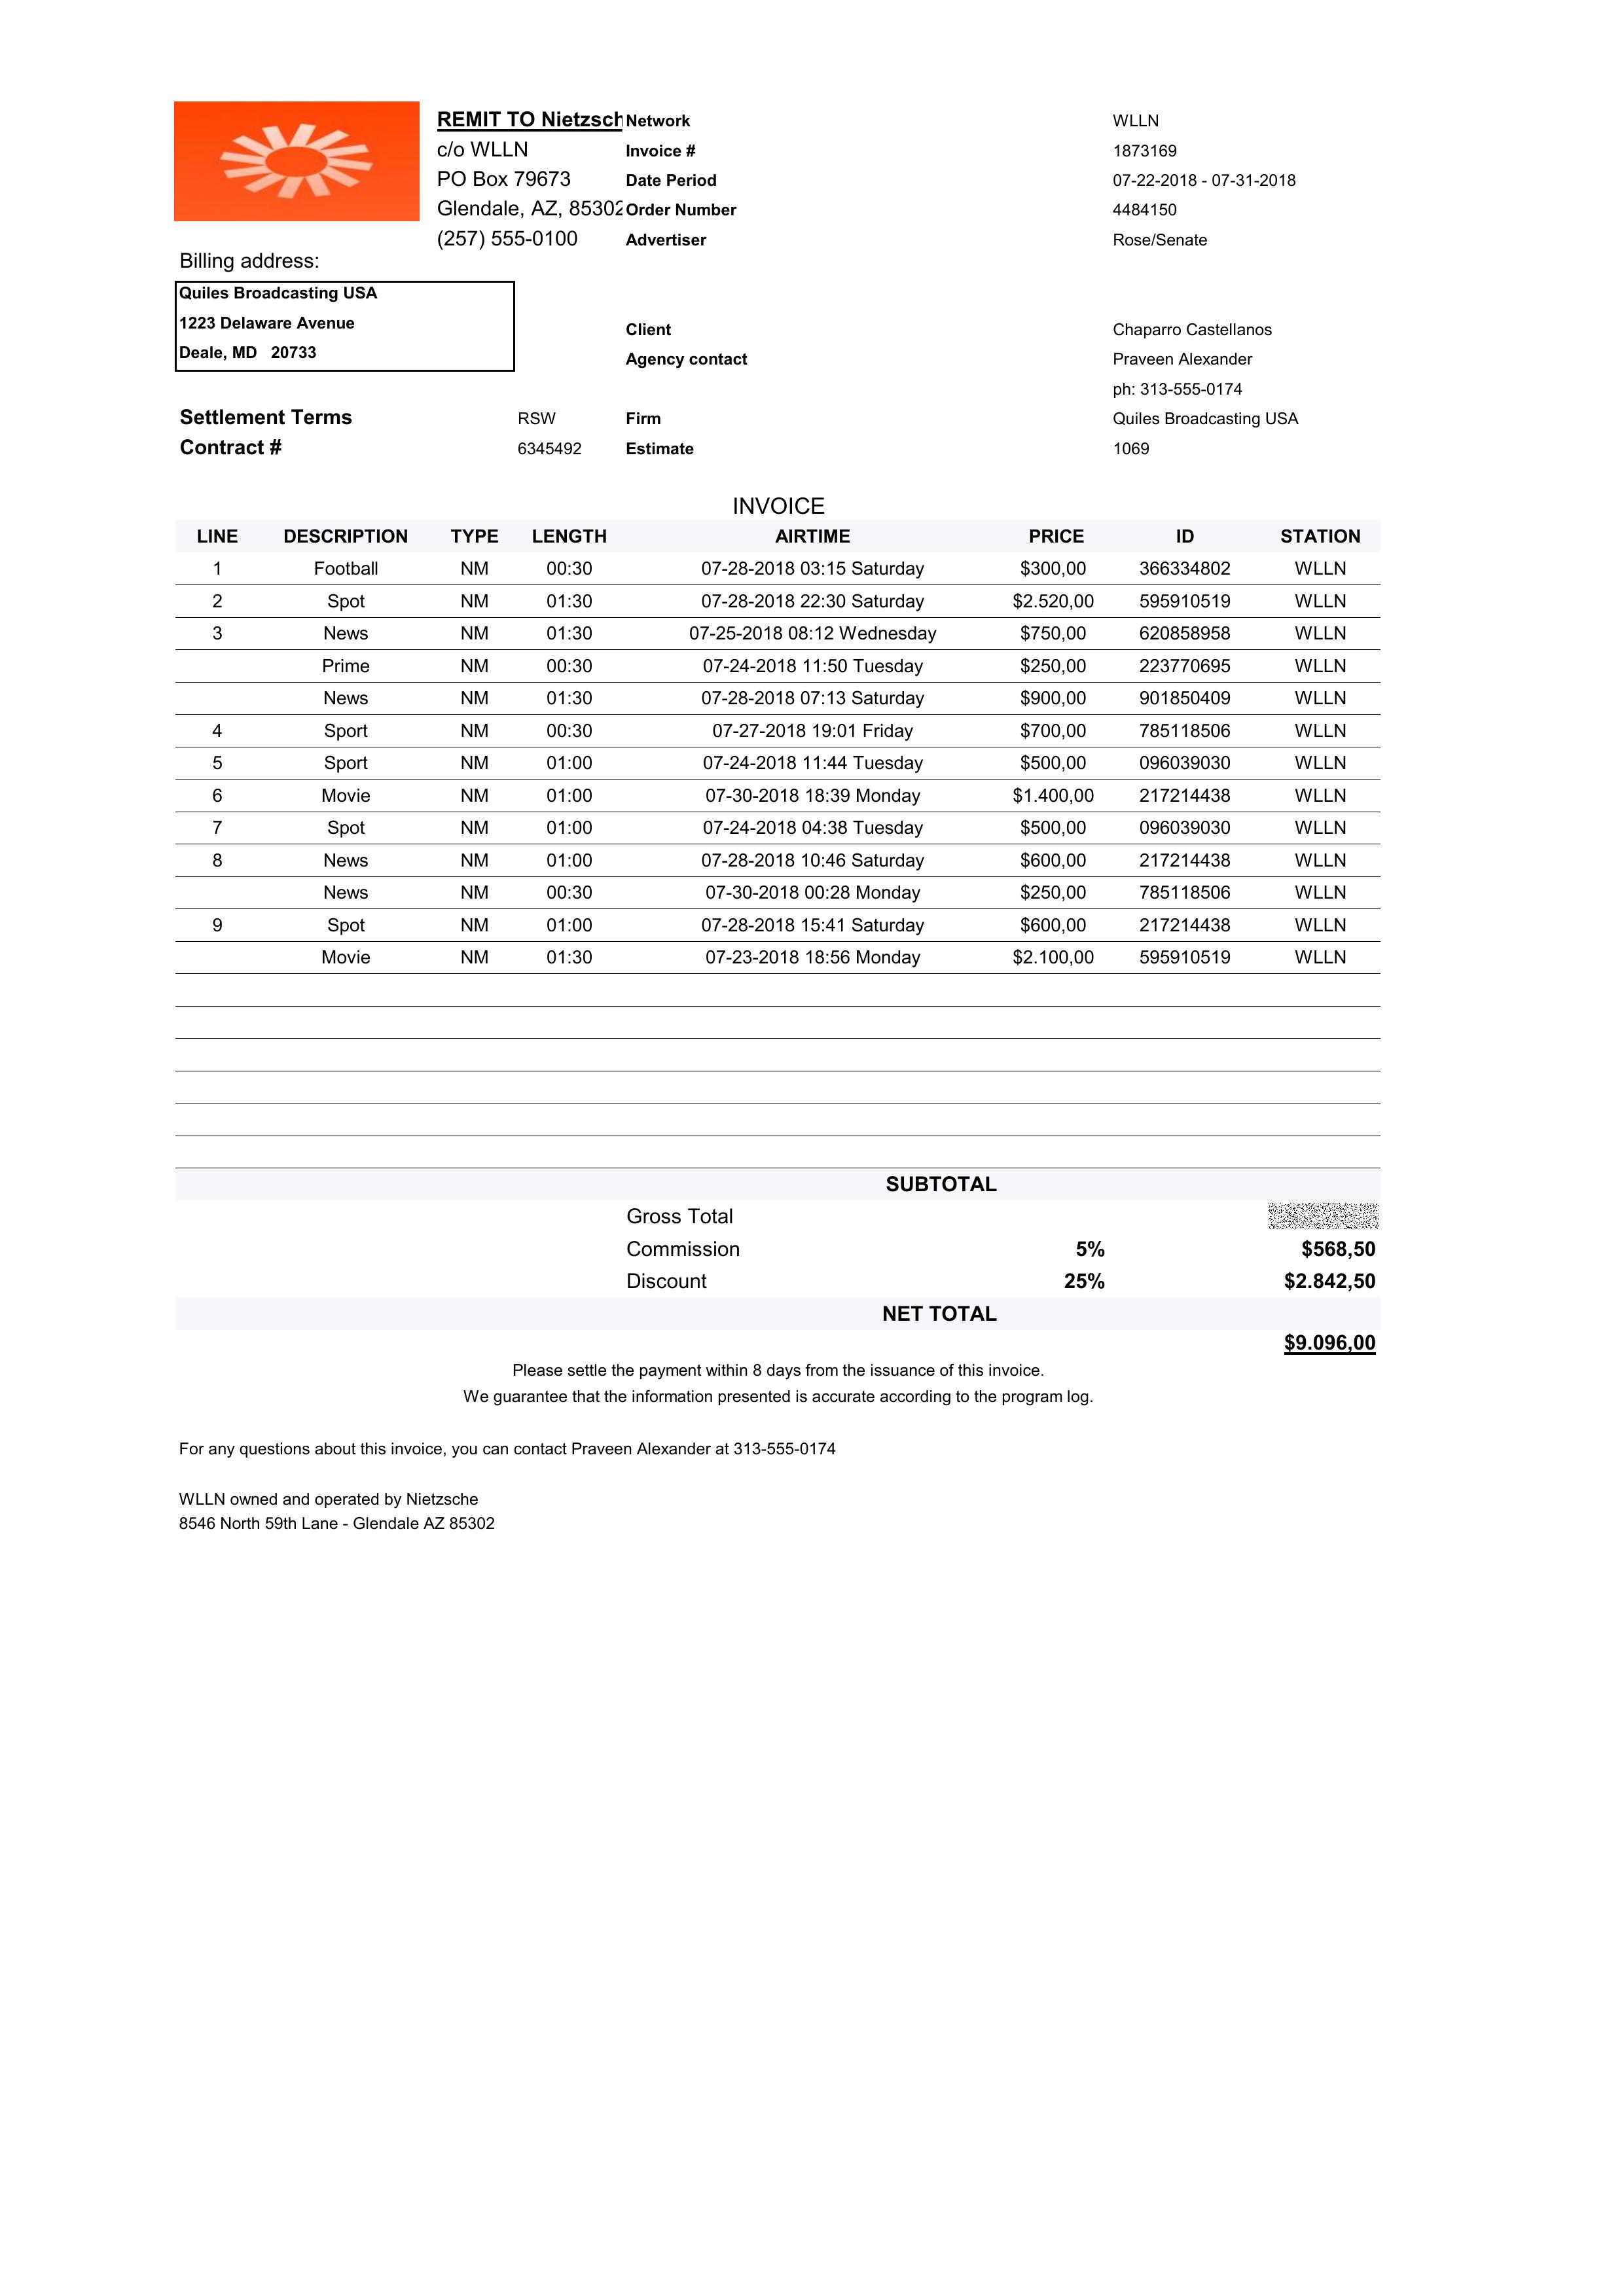 REMIT TO Nietzsch
c/o WLLN
PO Box 79673
Glendale, AZ, 85302
(257) 555-0100
Network WLLN
Invoice # 1873169
Date Period 07-22-2018 - 07-31-2018
Order Number 4484150
Advertiser Rose/Senate
Billing address:
Quiles Broadcasting USA
1223 Delaware Avenue
Deale, MD 20733
Client Chaparro Castellanos
Agency contact Praveen Alexander
ph: 313-555-0174
Settlement Terms RSW
Contract # 6345492
Firm Quiles Broadcasting USA
Estimate 1069
INVOICE
LINE DESCRIPTION TYPE LENGTH AIRTIME PRICE ID STATION
1 Football NM 00:30 07-28-2018 03:15 Saturday $300,00 366334802 WLLN
2 Spot NM 01:30 07-28-2018 22:30 Saturday $2.520,00 595910519 WLLN
3 News NM 01:30 07-25-2018 08:12 Wednesday $750,00 620858958 WLLN
Prime NM 00:30 07-24-2018 11:50 Tuesday $250,00 223770695 WLLN
News NM 01:30 07-28-2018 07:13 Saturday $900,00 901850409 WLLN
4 Sport NM 00:30 07-27-2018 19:01 Friday $700,00 785118506 WLLN
5 Sport NM 01:00 07-24-2018 11:44 Tuesday $500,00 096039030 WLLN
6 Movie NM 01:00 07-30-2018 18:39 Monday $1.400,00 217214438 WLLN
7 Spot NM 01:00 07-24-2018 04:38 Tuesday $500,00 096039030 WLLN
8 News NM 01:00 07-28-2018 10:46 Saturday $600,00 217214438 WLLN
News NM 00:30 07-30-2018 00:28 Monday $250,00 785118506 WLLN
9 Spot NM 01:00 07-28-2018 15:41 Saturday $600,00 217214438 WLLN
Movie NM 01:30 07-23-2018 18:56 Monday $2.100,00 595910519 WLLN
SUBTOTAL
Gross Total
Commission 5% $568,50
Discount 25% $2.842,50
NET TOTAL
$9.096,00
Please settle the payment within 8 days from the issuance of this invoice.
We guarantee that the information presented is accurate according to the program log.
For any questions about this invoice, you can contact Praveen Alexander at 313-555-0174
WLLN owned and operated by Nietzsche
8546 North 59th Lane - Glendale AZ 85302